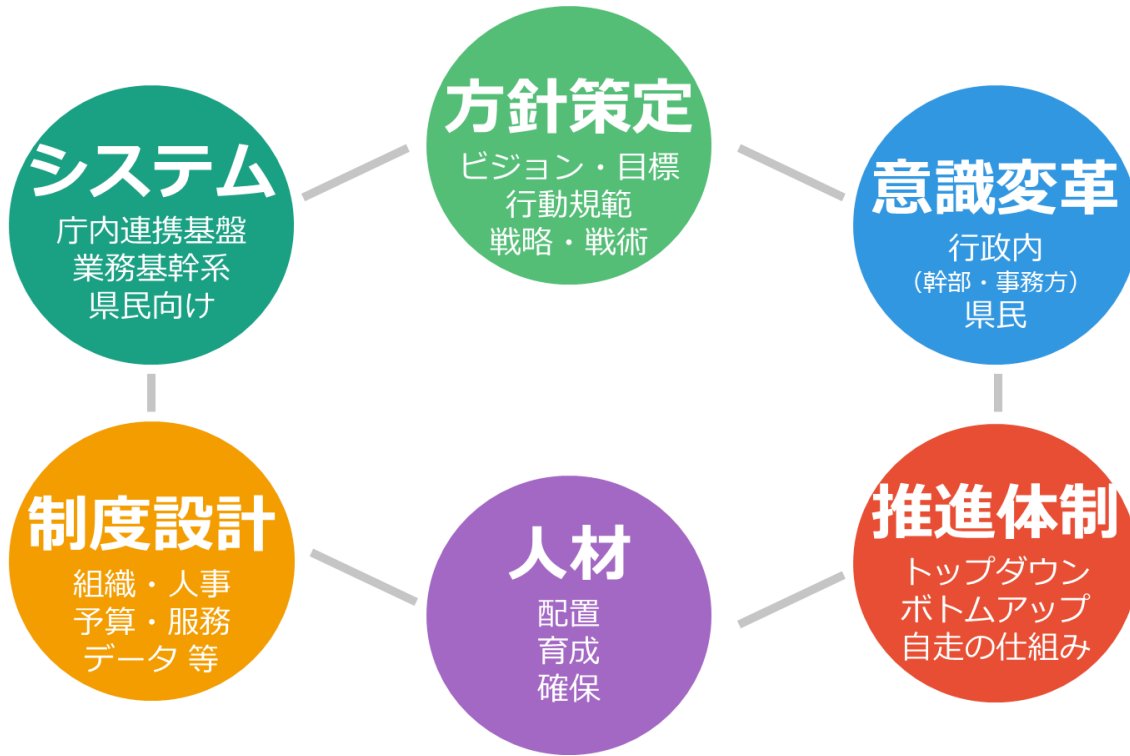 方針策定
ビジョン・目標
行動規範
戦略・戦術
システム
庁内連携基盤
業務基幹系
県民向け
意識変革
行政内
（幹部・事務方）
県民
制度設計
組織・人事
予算・服務
データ 等
人材
配置
育成
確保
推進体制
トップダウン
ボトムアップ
自走の仕組み